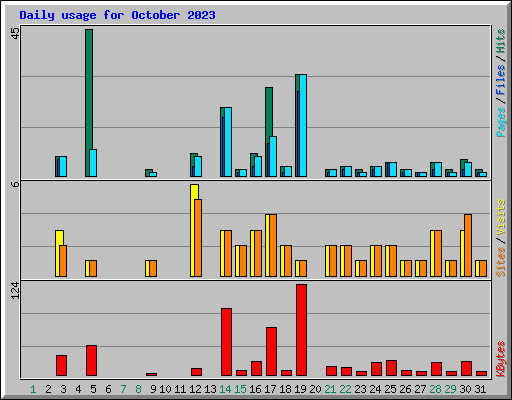 Daily usage for October 2023
45
Pages / Files / Hits
6
Sites / Visits
124
KBytes
1 2 3 4 5 6 7 8 9 10 11 12 13 14 15 16 17 18 19 20 21 22 23 24 25 26 27 28 29 30 31